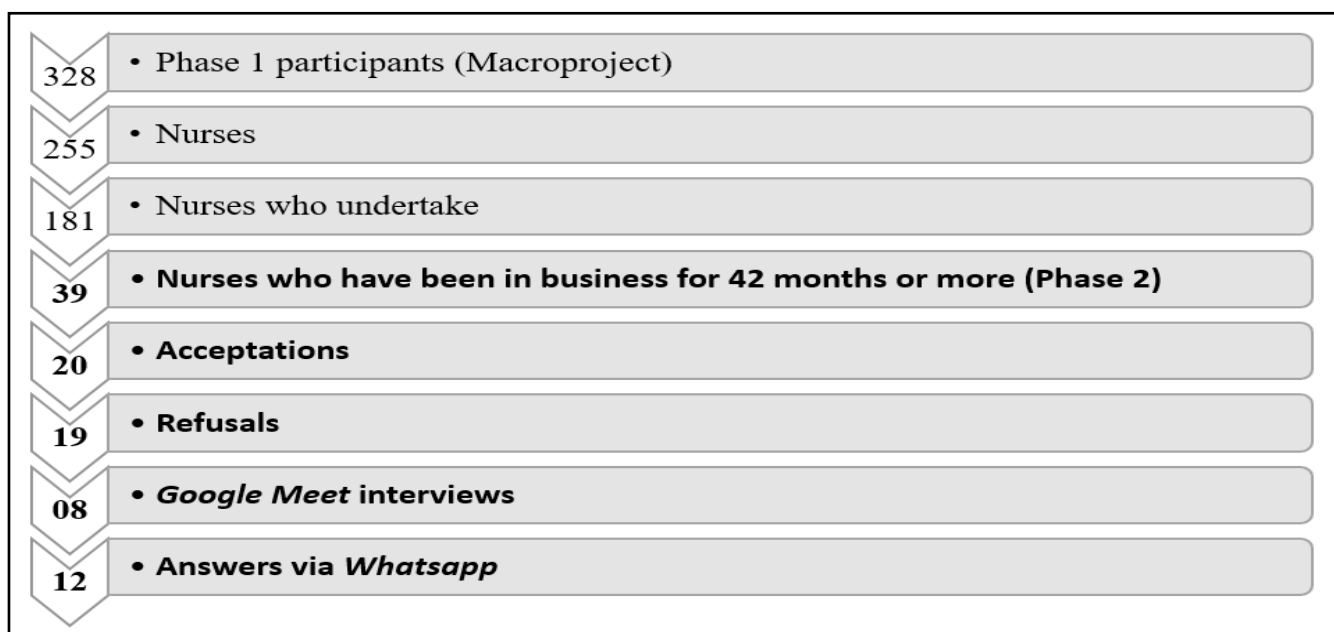 328 • Phase 1 participants (Macroproject)
255 • Nurses
181 • Nurses who undertake
39 • Nurses who have been in business for 42 months or more (Phase 2)
20 • Acceptations
19 • Refusals
08 • Google Meet interviews
12 • Answers via Whatsapp